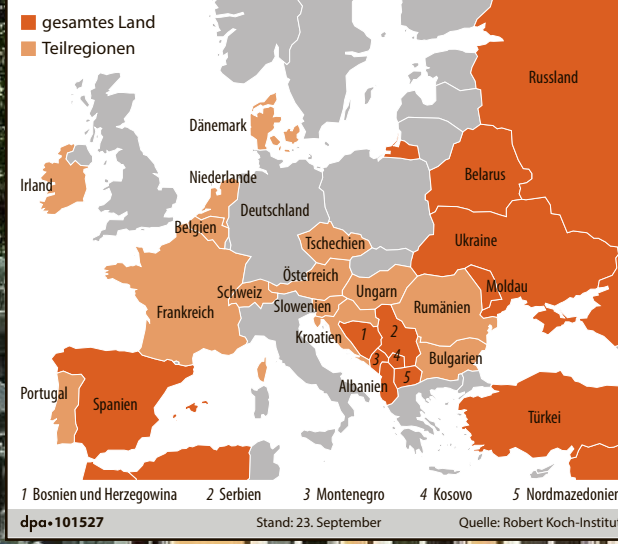 gesamtes Land
Teilregionen
Russland
Dänemark
Belarus
Niederlande
Irland
Deutschland
Belgien
Tschechien
Ukraine
Österreich
Schweiz
Ungarn
Moldau
Slowenien
Rumänien
Frankreich
Kroatien
1
2
3
4
Bulgarien
5
Albanien
Portugal
Spanien
Türkei
1 Bosnien und Herzegowina 2 Serbien 3 Montenegro 4 Kosovo 5 Nordmazedonien
dpa•101527 Stand: 23. September Quelle: Robert Koch-Institut